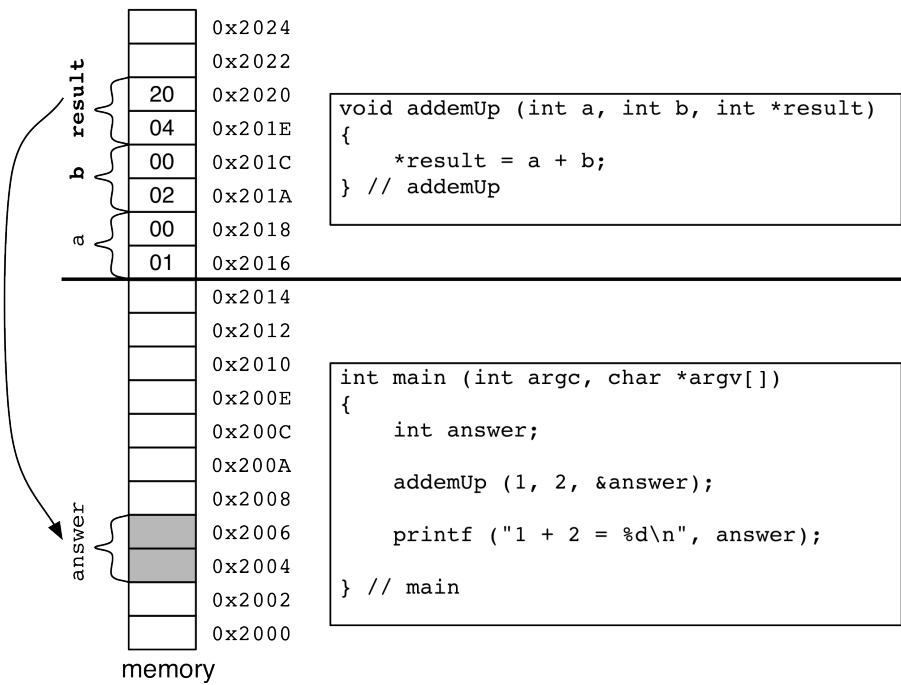 0x2024
0x2022
result
20 0x2020
04 0x201E
b
00 0x201C
02 0x201A
a
00 0x2018
01 0x2016
0x2014
0x2012
0x2010
0x200E
0x200C
0x200A
0x2008
answer
0x2006
0x2004
0x2002
0x2000
memory
void addemUp (int a, int b, int *result)
{
    *result = a + b;
} // addemUp
int main (int argc, char *argv[])
{
    int answer;
    addemUp (1, 2, &answer);
    printf ("1 + 2 = %d\n", answer);
} // main